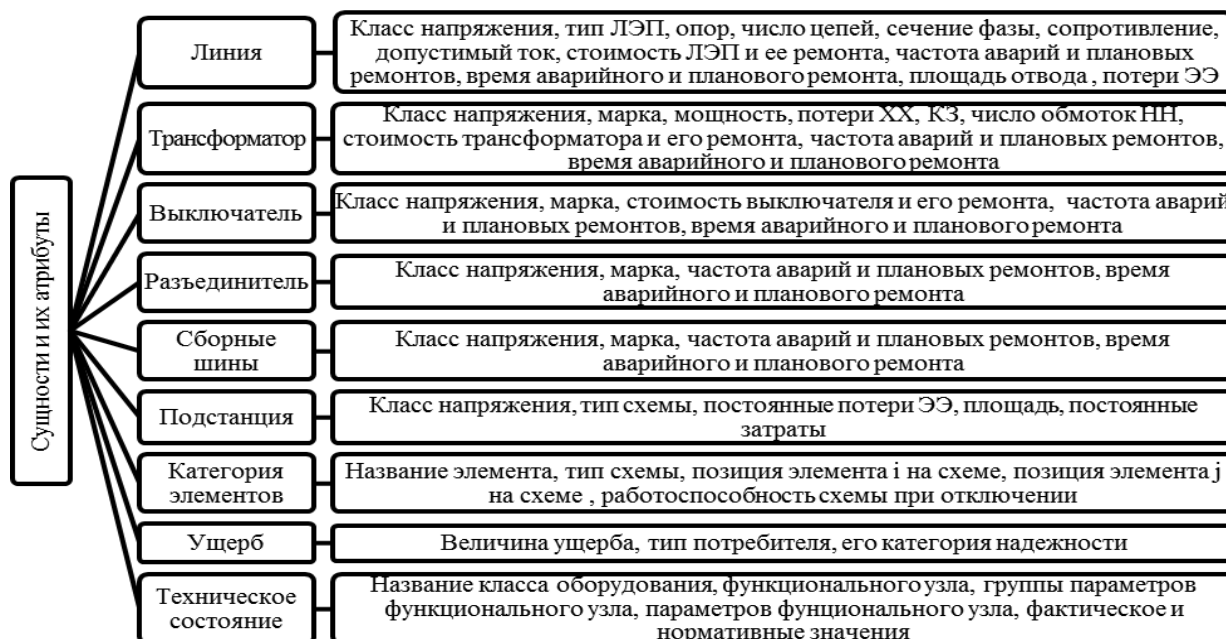 Сущности и их атрибуты
Линия
Класс напряжения, тип ЛЭП, опор, число цепей, сечение фазы, сопротивление,
допустимый ток, стоимость ЛЭП и ее ремонта, частота аварий и плановых
ремонтов, время аварийного и планового ремонта, площадь отвода , потери ЭЭ
Трансформатор
Класс напряжения, марка, мощность, потери ХХ, КЗ, число обмоток НН,
стоимость трансформатора и его ремонта, частота аварий и плановых ремонтов,
время аварийного и планового ремонта
Выключатель
Класс напряжения, марка, стоимость выключателя и его ремонта, частота аварий
и плановых ремонтов, время аварийного и планового ремонта
Разъединитель
Класс напряжения, марка, частота аварий и плановых ремонтов, время
аварийного и планового ремонта
Сборные
шины
Класс напряжения, марка, частота аварий и плановых ремонтов, время
аварийного и планового ремонта
Подстанция
Класс напряжения, тип схемы, постоянные потери ЭЭ, площадь, постоянные
затраты
Категория
элементов
Название элемента, тип схемы, позиция элемента i на схеме, позиция элемента j
на схеме , работоспособность схемы при отключении
Ущерб
Величина ущерба, тип потребителя, его категория надежности
Техническое
состояние
Название класса оборудования, функционального узла, группы параметров
функционального узла, параметров фунционального узла, фактическое и
нормативные значения